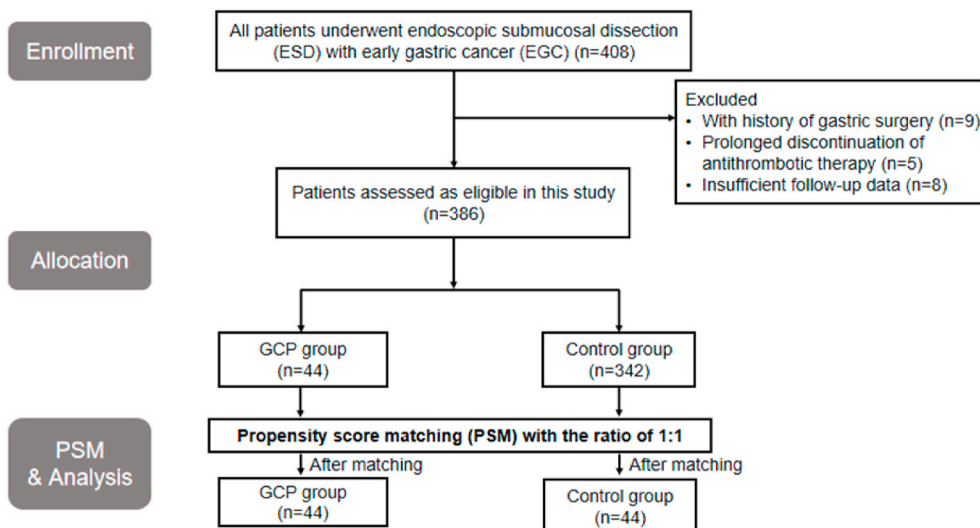 Enrollment
All patients underwent endoscopic submucosal dissection
(ESD) with early gastric cancer (EGC) (n=408)
Excluded
• With history of gastric surgery (n=9)
• Prolonged discontinuation of
antithrombotic therapy (n=5)
• Insufficient follow-up data (n=8)
Patients assessed as eligible in this study
(n=386)
Allocation
GCP group
(n=44)
Control group
(n=342)
PSM
& Analysis
Propensity score matching (PSM) with the ratio of 1:1
After matching
After matching
GCP group
(n=44)
Control group
(n=44)